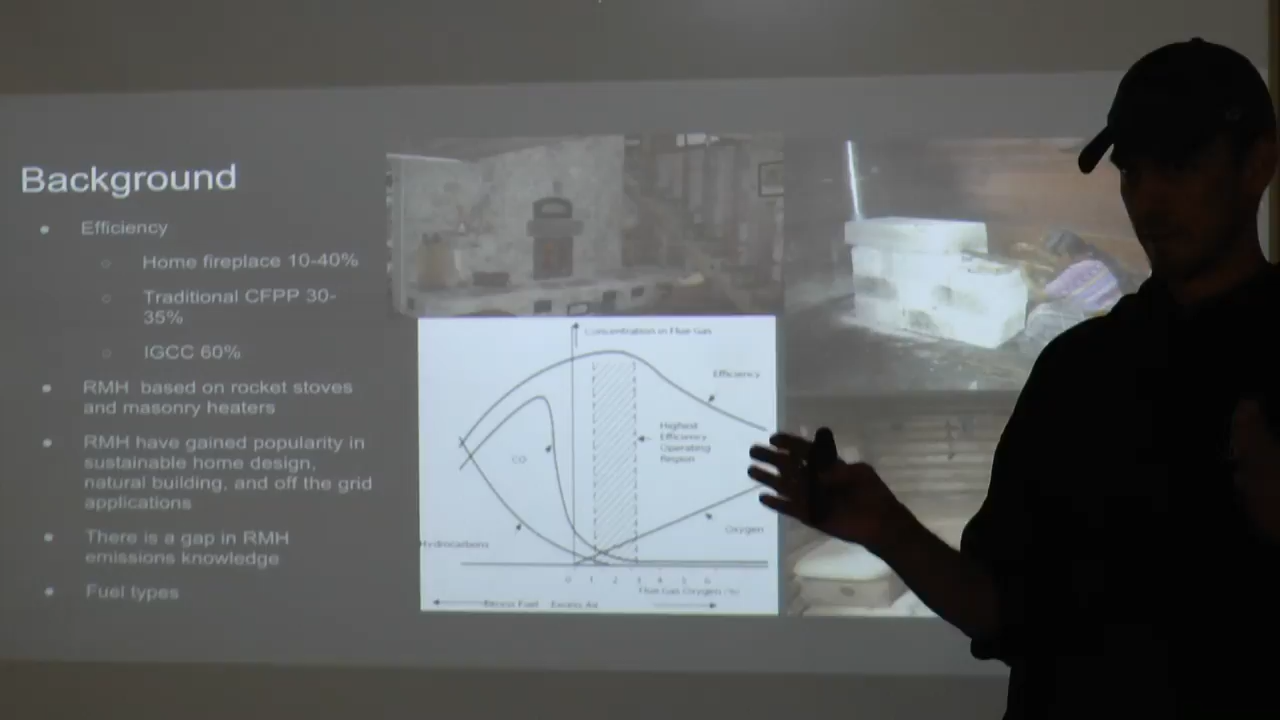 Background
Efficiency
Home fireplace 10-40%
Traditional CFPP 30-
35%
IGCC 60%
RMH based on rocket stoves
and masonry heaters
RMH have gained popularity in
sustainable home design,
natural building, and off the grid
applications
There is a gap in RMH
emissions knowledge
Fuel types
Concentration in Flue Gas
Efficiency
Highest
Efficiency
Operating
Region
CO
Oxygen
Hydrocarbons
0 1 2 3 4 5 6
Flue Gas Oxygen (%)
Excess Fuel Excess Air